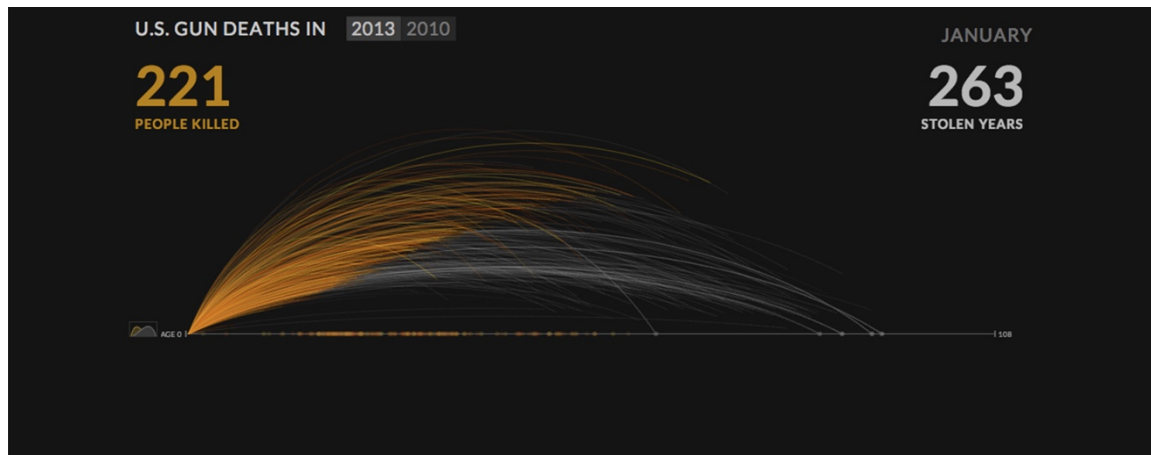 U.S. GUN DEATHS IN 2013 2010
JANUARY
221
PEOPLE KILLED
263
STOLEN YEARS
AGE 0
108